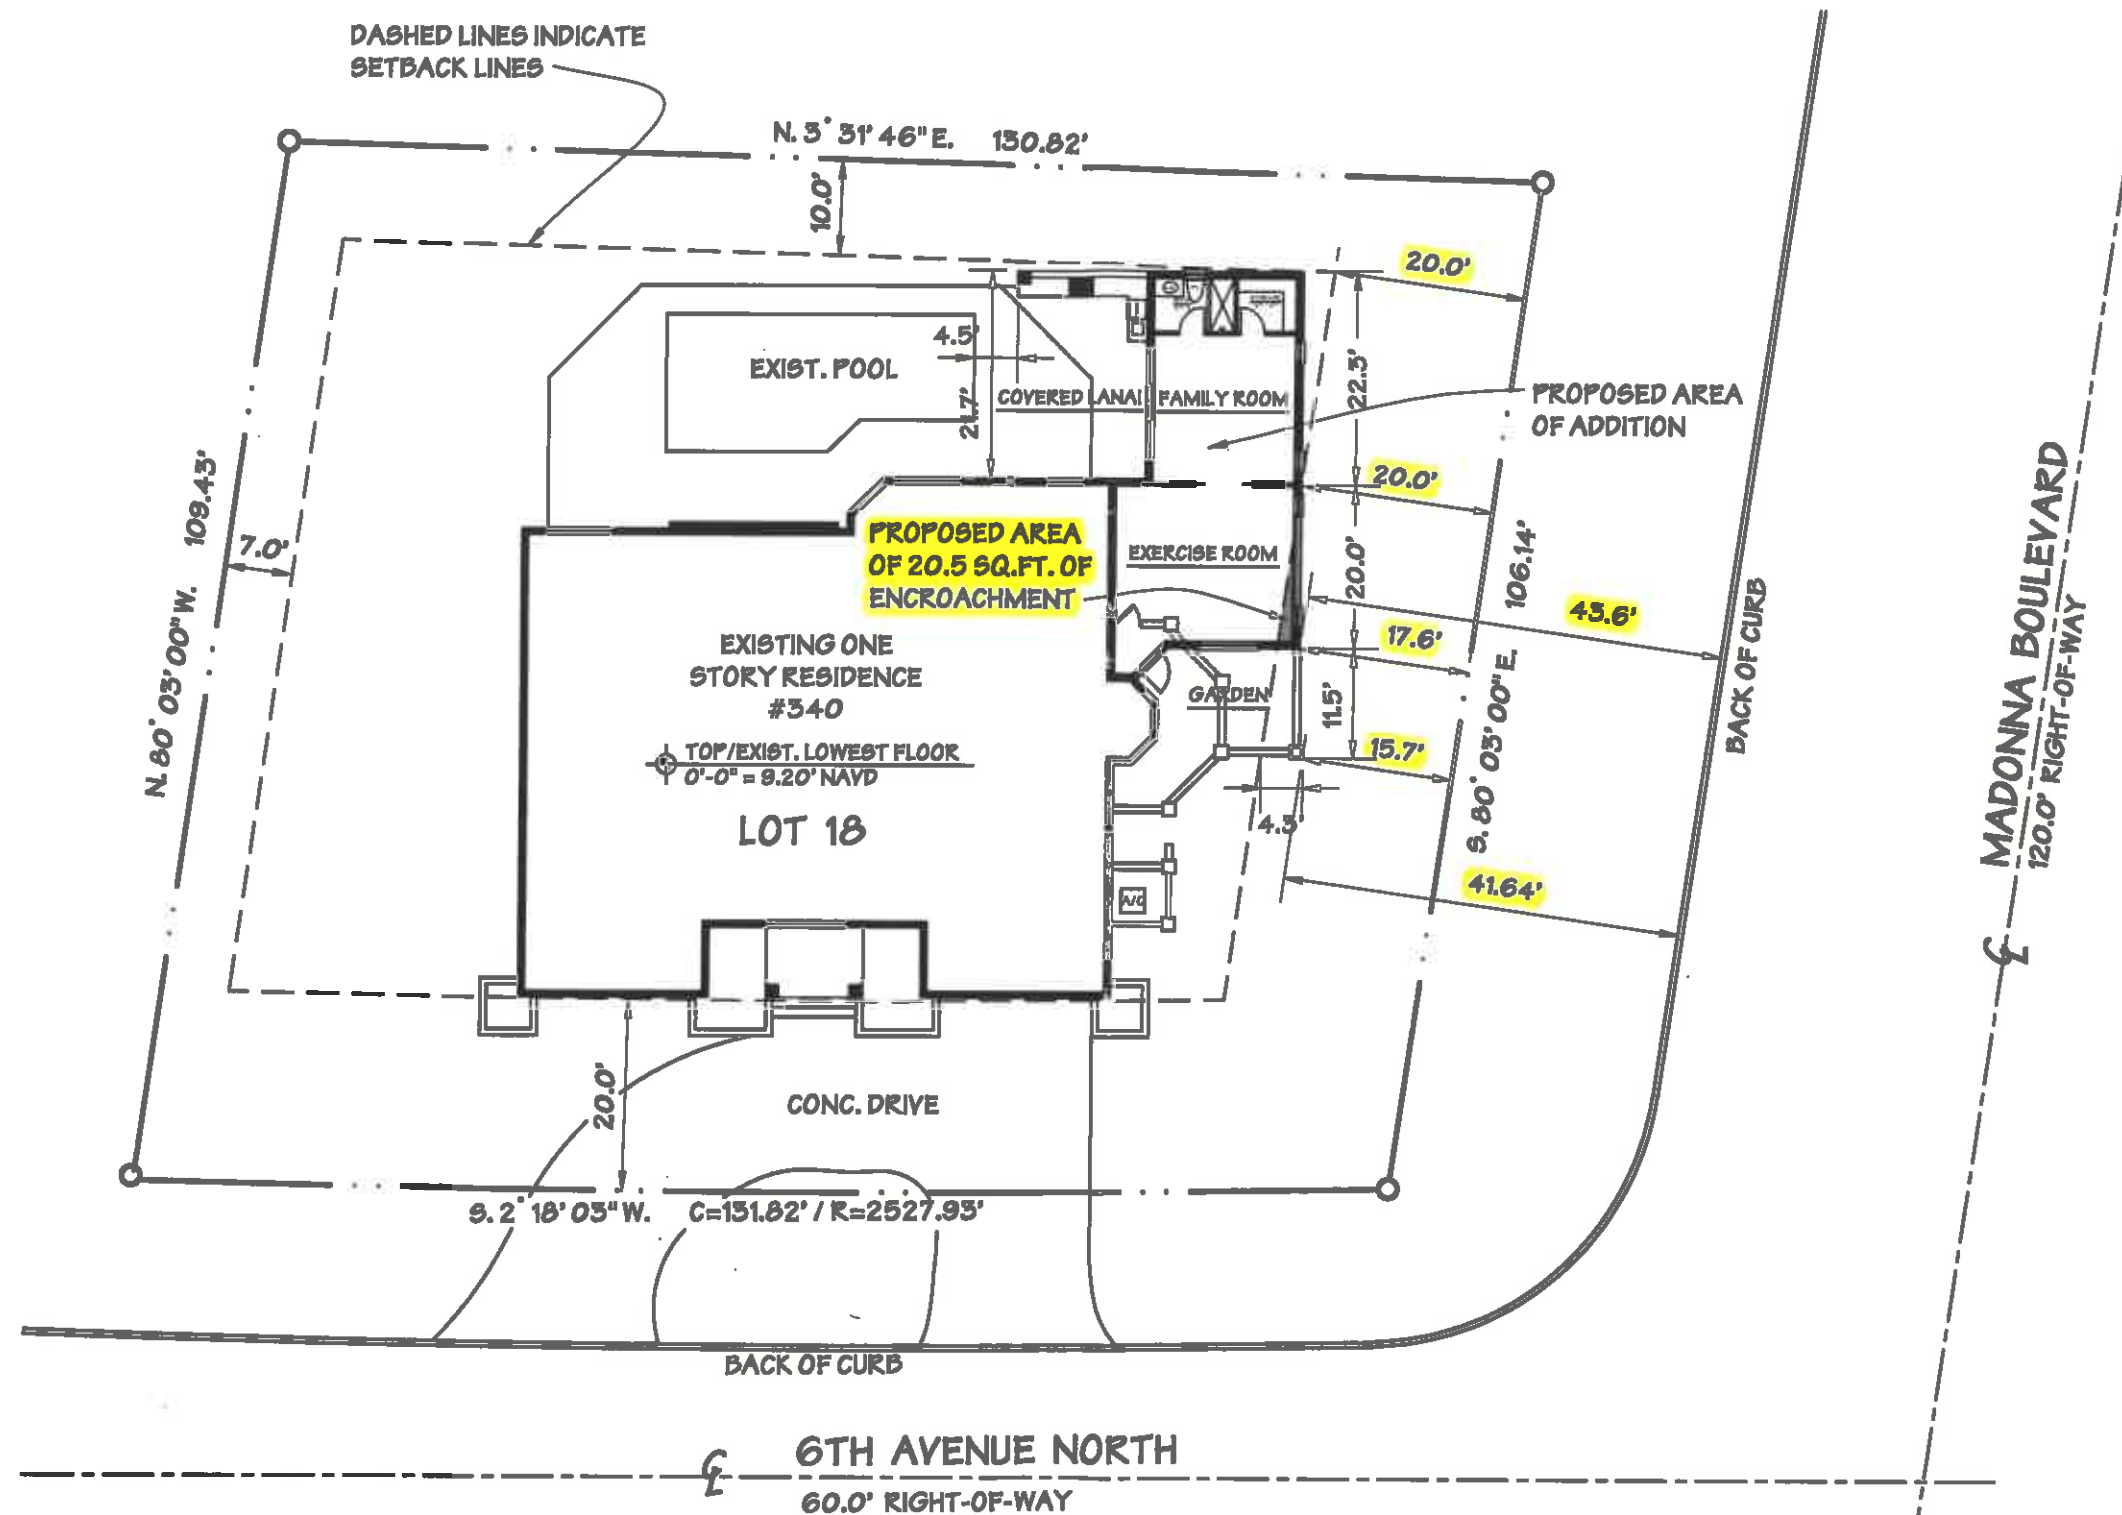 DASHED LINES INDICATE
SETBACK LINES
N. 3° 31' 46" E. 130.82'
10.0'
20.0'
4.5'
EXIST. POOL
21.7'
COVERED LANAI
FAMILY ROOM
22.3'
PROPOSED AREA
OF ADDITION
N. 80° 03' 00" W. 109.43'
7.0'
20.0'
PROPOSED AREA
OF 20.5 SQ.FT. OF
ENCROACHMENT
EXERCISE ROOM
20.0'
S. 80° 03' 00" E. 106.14'
43.6'
17.6'
BACK OF CURB
MADONNA BOULEVARD
120.0' RIGHT-OF-WAY
EXISTING ONE
STORY RESIDENCE
#340
GARDEN
11.5'
15.7'
TOP/EXIST. LOWEST FLOOR
0'-0" = 9.20' NAVD
4.3'
LOT 18
41.64'
A/C
20.0'
CONC. DRIVE
S. 2° 18' 03" W. C=131.82' / R=2527.93'
BACK OF CURB
6TH AVENUE NORTH
60.0' RIGHT-OF-WAY